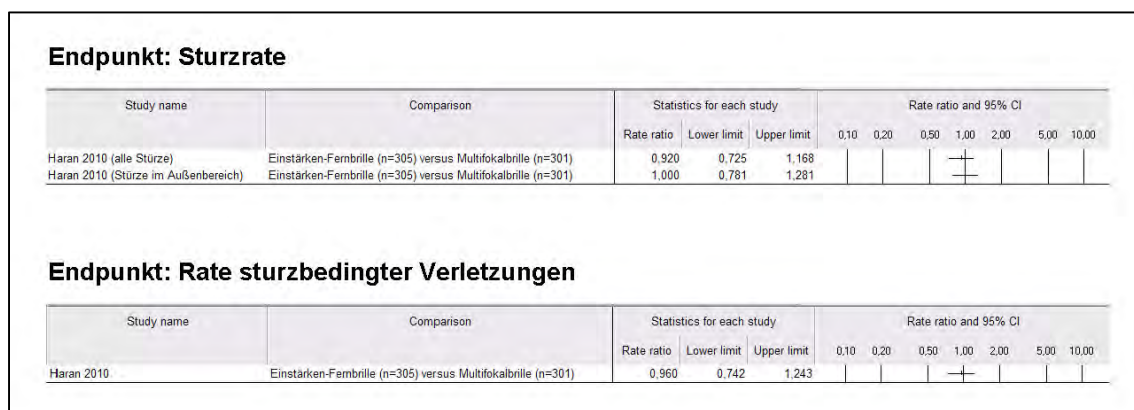 Endpunkt: Sturzrate
Study name Comparison Statistics for each study Rate ratio and 95% CI
Rate ratio Lower limit Upper limit 0,10 0,20 0,50 1,00 2,00 5,00 10,00
Haran 2010 (alle Stürze) Einstärken-Fernbrille (n=305) versus Multifokalbrille (n=301) 0,920 0,725 1,168
Haran 2010 (Stürze im Außenbereich) Einstärken-Fernbrille (n=305) versus Multifokalbrille (n=301) 1,000 0,781 1,281
Endpunkt: Rate sturzbedingter Verletzungen
Study name Comparison Statistics for each study Rate ratio and 95% CI
Rate ratio Lower limit Upper limit 0,10 0,20 0,50 1,00 2,00 5,00 10,00
Haran 2010 Einstärken-Fernbrille (n=305) versus Multifokalbrille (n=301) 0,960 0,742 1,243